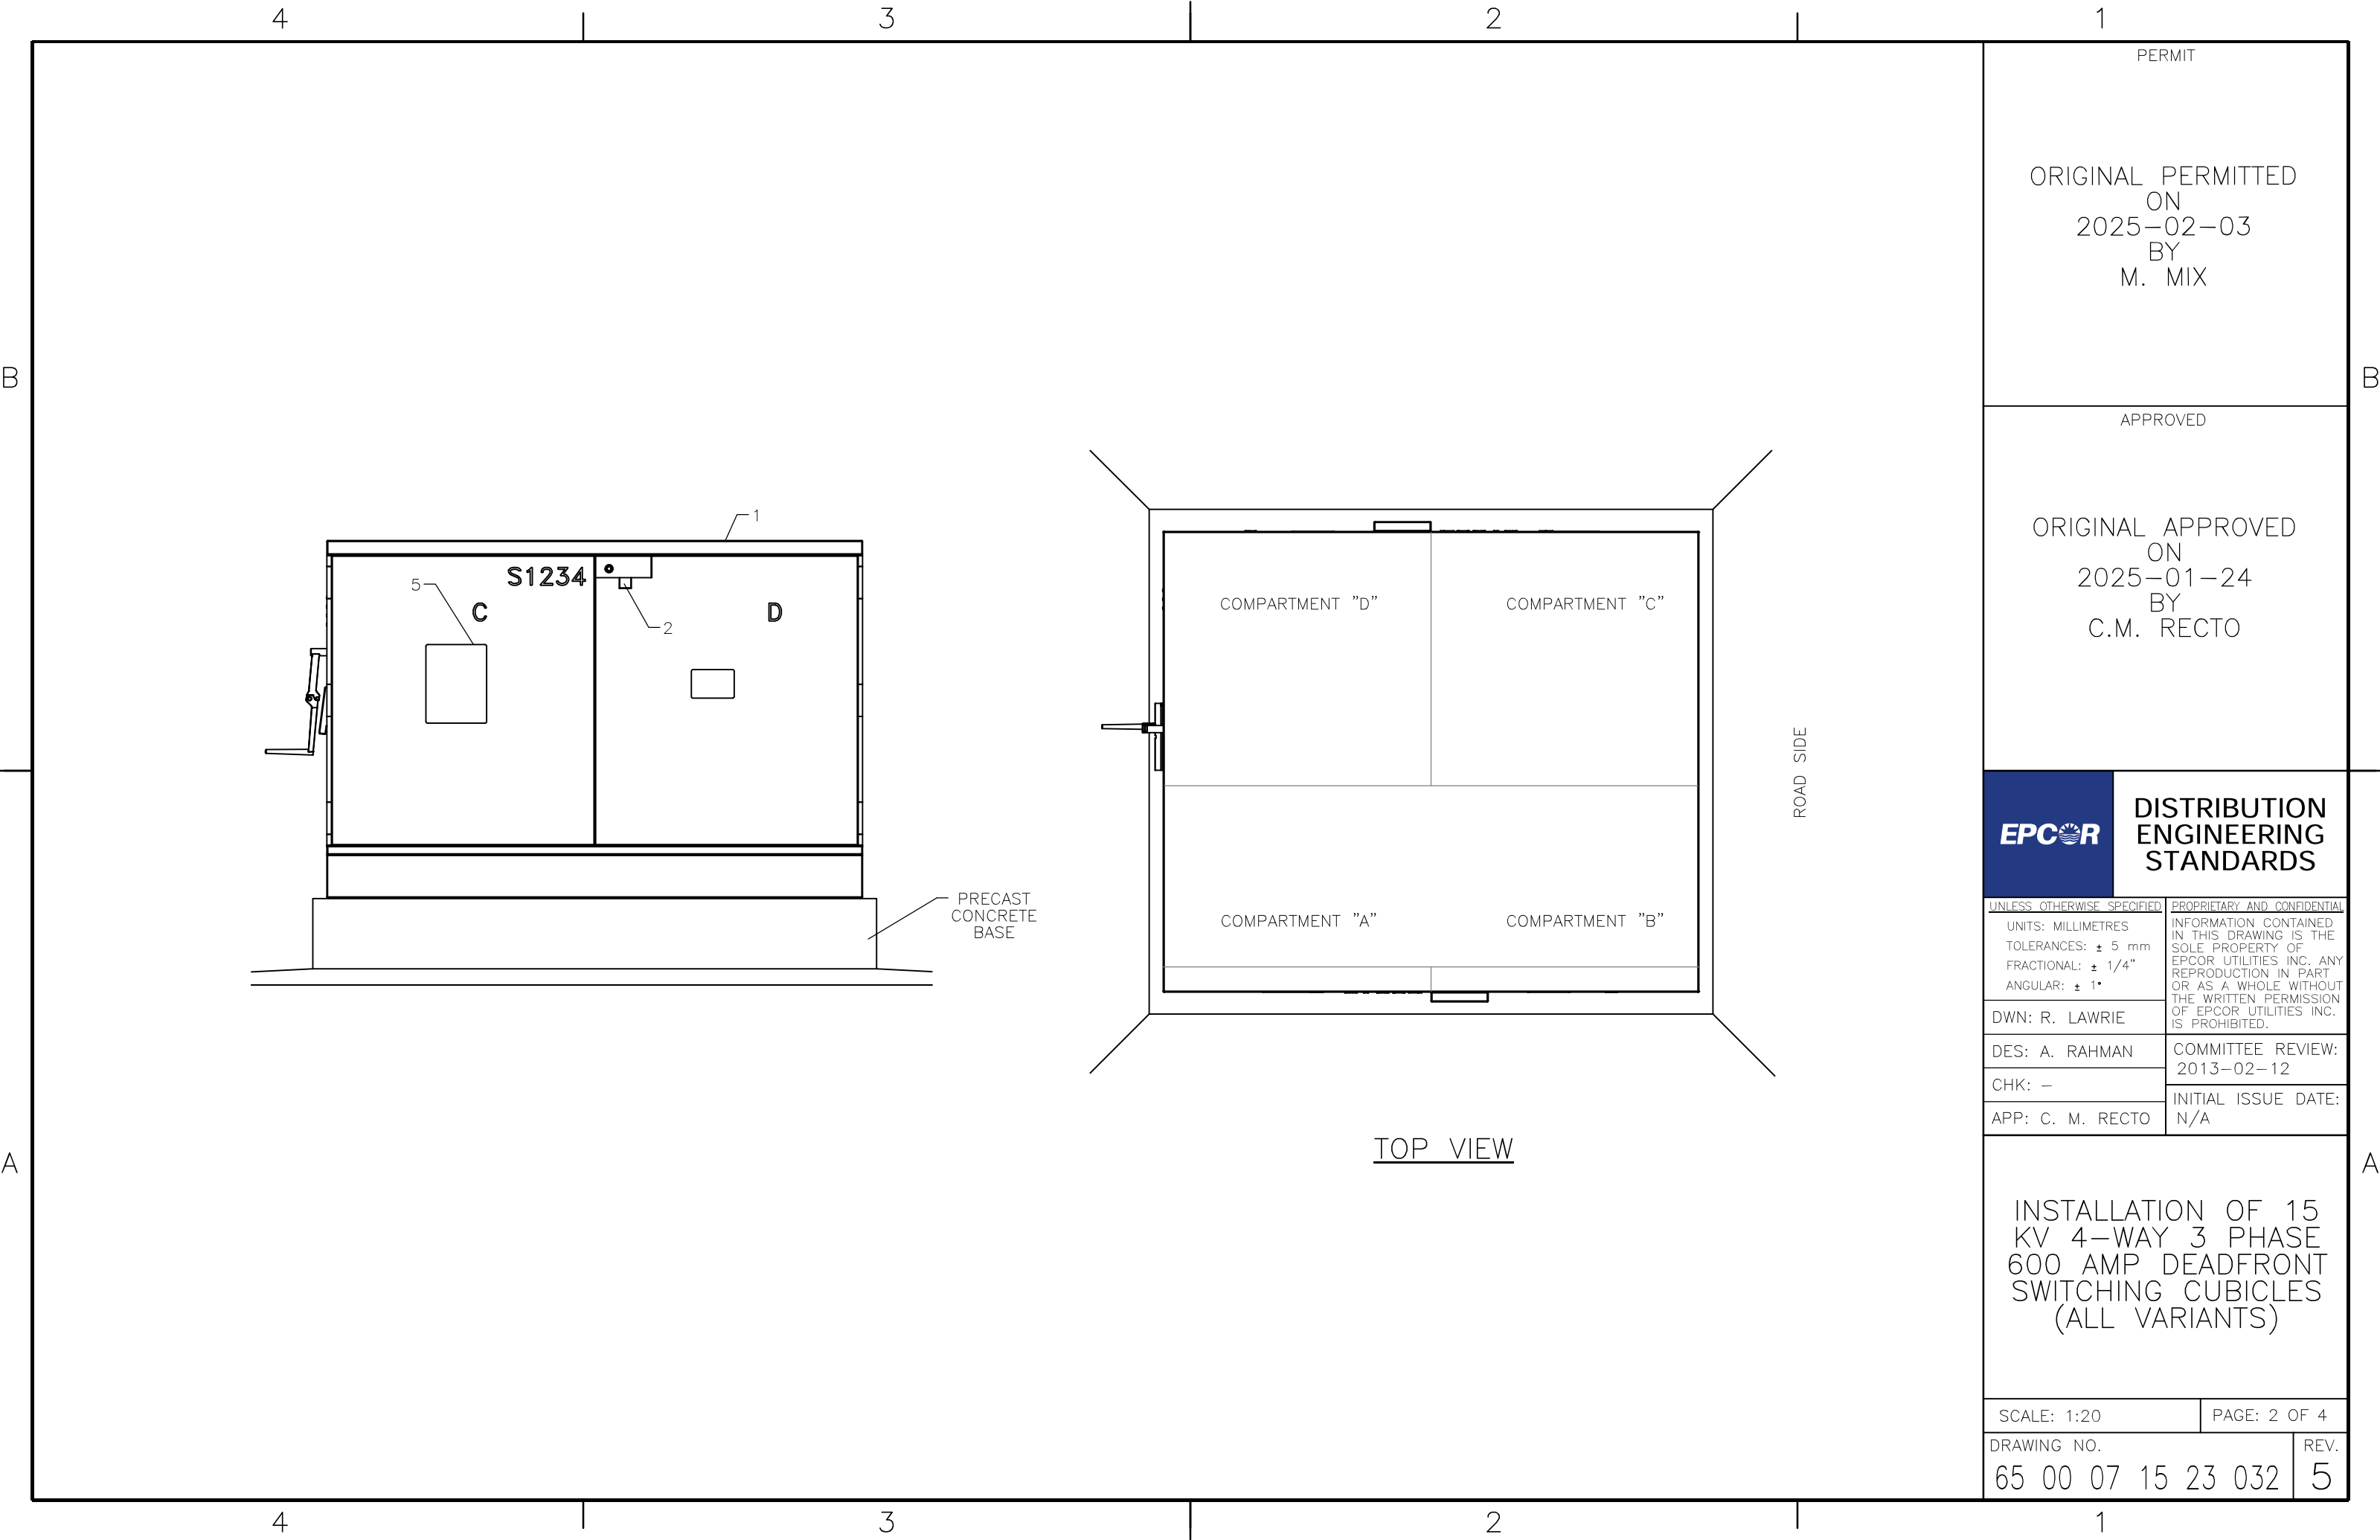 4 3 2 1
PERMIT
ORIGINAL PERMITTED
ON
2025-02-03
BY
M. MIX
B B
APPROVED
ORIGINAL APPROVED
ON
2025-01-24
BY
C.M. RECTO
1
S1234
5
C
D
2
PRECAST
CONCRETE
BASE
COMPARTMENT "D" COMPARTMENT "C"
ROAD SIDE
COMPARTMENT "A" COMPARTMENT "B"
TOP VIEW
EPCOR
DISTRIBUTION
ENGINEERING
STANDARDS
UNLESS OTHERWISE SPECIFIED
UNITS: MILLIMETRES
TOLERANCES: ± 5 mm
FRACTIONAL: ± 1/4"
ANGULAR: ± 1°
PROPRIETARY AND CONFIDENTIAL
INFORMATION CONTAINED
IN THIS DRAWING IS THE
SOLE PROPERTY OF
EPCOR UTILITIES INC. ANY
REPRODUCTION IN PART
OR AS A WHOLE WITHOUT
THE WRITTEN PERMISSION
OF EPCOR UTILITIES INC.
IS PROHIBITED.
DWN: R. LAWRIE
DES: A. RAHMAN
CHK: –
APP: C. M. RECTO
COMMITTEE REVIEW:
2013-02-12
INITIAL ISSUE DATE:
N/A
A A
INSTALLATION OF 15
KV 4-WAY 3 PHASE
600 AMP DEADFRONT
SWITCHING CUBICLES
(ALL VARIANTS)
SCALE: 1:20
PAGE: 2 OF 4
DRAWING NO.
65 00 07 15 23 032
REV.
5
4 3 2 1